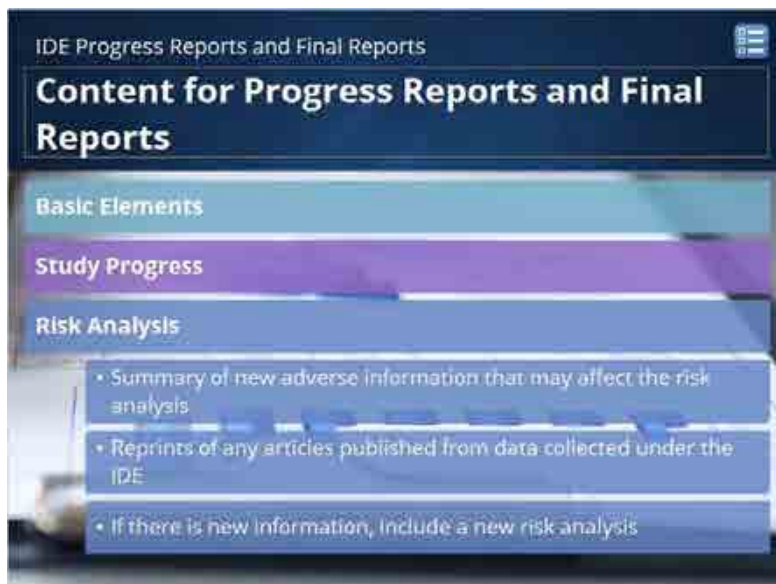 IDE Progress Reports and Final Reports
Content for Progress Reports and Final
Reports
Basic Elements
Study Progress
Risk Analysis
• Summary of new adverse information that may affect the risk
analysis
• Reprints of any articles published from data collected under the
IDE
• If there is new information, include a new risk analysis